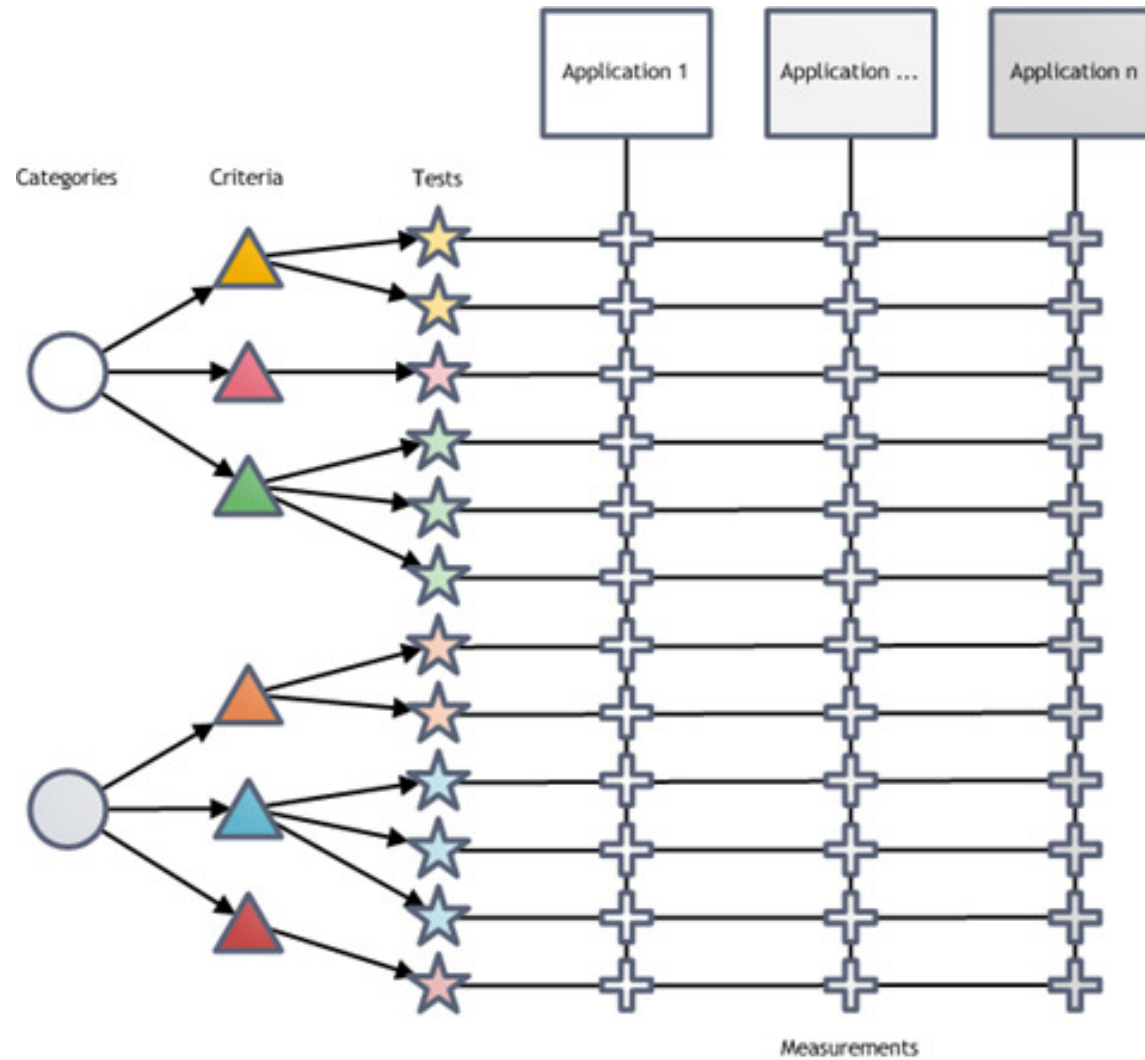 Application 1
Application ...
Application n
Categories
Criteria
Tests
Measurements